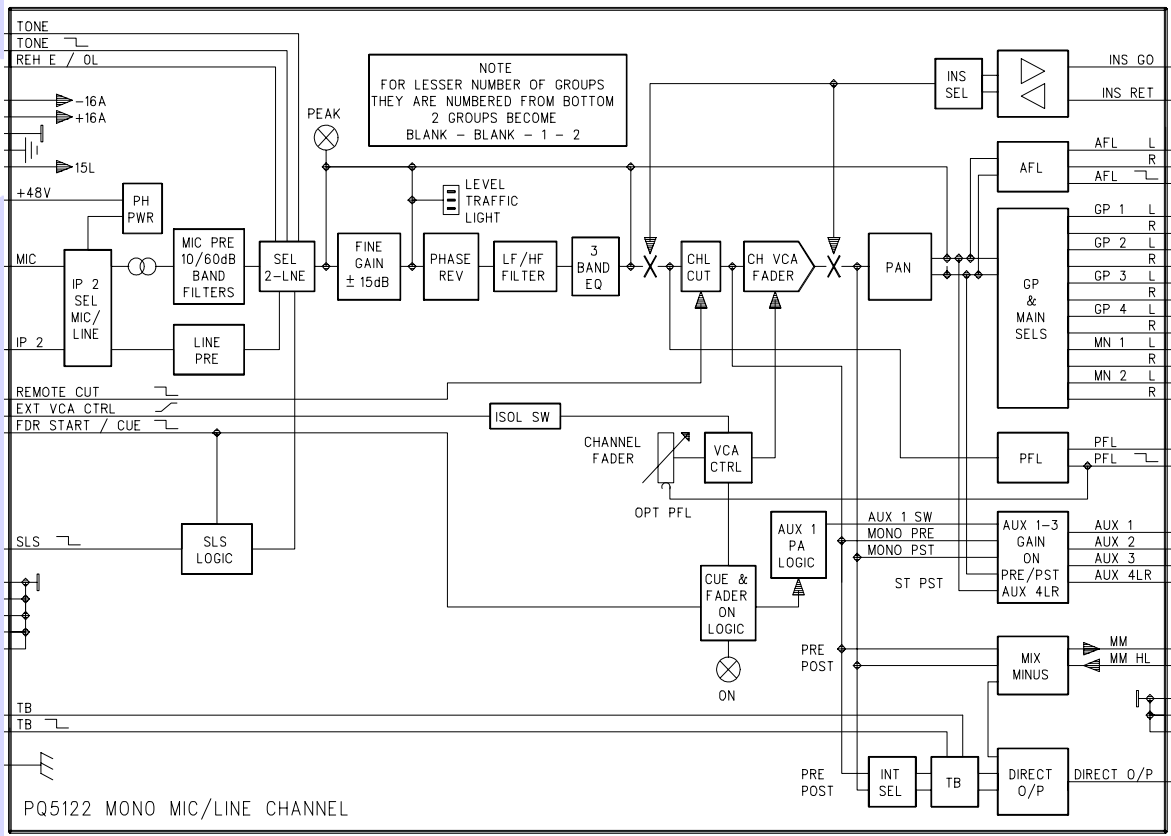 TONE
TONE
REH E / OL
-16A
+16A
15L
+48V
MIC
IP 2
REMOTE CUT
EXT VCA CTRL
FDR START / CUE
SLS
TB
TB
NOTE
FOR LESSER NUMBER OF GROUPS
THEY ARE NUMBERED FROM BOTTOM
2 GROUPS BECOME
BLANK - BLANK - 1 - 2
PEAK
LEVEL
TRAFFIC
LIGHT
PH
PWR
IP 2
SEL
MIC/
LINE
MIC PRE
10/60dB
BAND
FILTERS
LINE
PRE
SEL
2-LNE
FINE
GAIN
± 15dB
PHASE
REV
LF/HF
FILTER
3
BAND
EQ
CHL
CUT
CH VCA
FADER
PAN
INS
SEL
INS GO
INS RET
AFL
AFL L
R
AFL
GP
&
MAIN
SELS
GP 1 L
R
GP 2 L
R
GP 3 L
R
GP 4 L
R
MN 1 L
R
MN 2 L
R
ISOL SW
CHANNEL
FADER
VCA
CTRL
OPT PFL
PFL
PFL
PFL
SLS
LOGIC
AUX 1
PA
LOGIC
AUX 1 SW
MONO PRE
MONO PST
ST PST
AUX 1-3
GAIN
ON
PRE/PST
AUX 4LR
AUX 1
AUX 2
AUX 3
AUX 4LR
CUE &
FADER
ON
LOGIC
ON
PRE
POST
MIX
MINUS
MM
MM HL
PRE
POST
INT
SEL
TB
DIRECT
O/P
DIRECT O/P
PQ5122 MONO MIC/LINE CHANNEL